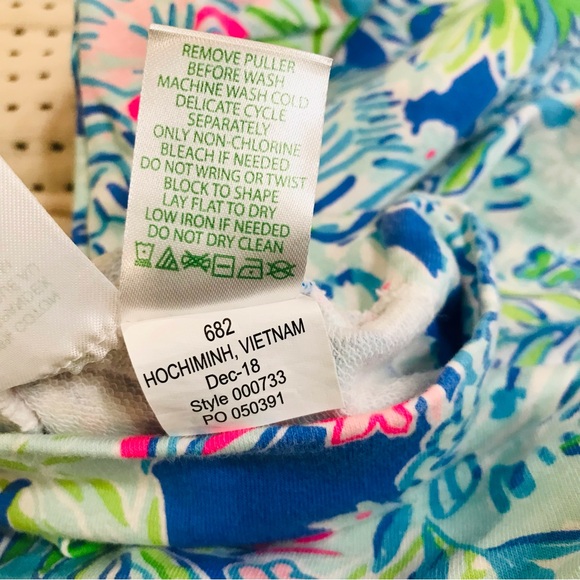 REMOVE PULLER
BEFORE WASH
MACHINE WASH COLD
DELICATE CYCLE
SEPARATELY
ONLY NON-CHLORINE
BLEACH IF NEEDED
DO NOT WRING OR TWIST
BLOCK TO SHAPE
LAY FLAT TO DRY
LOW IRON IF NEEDED
DO NOT DRY CLEAN
682
HOCHIMINH, VIETNAM
Dec-18
Style 000733
PO 050391